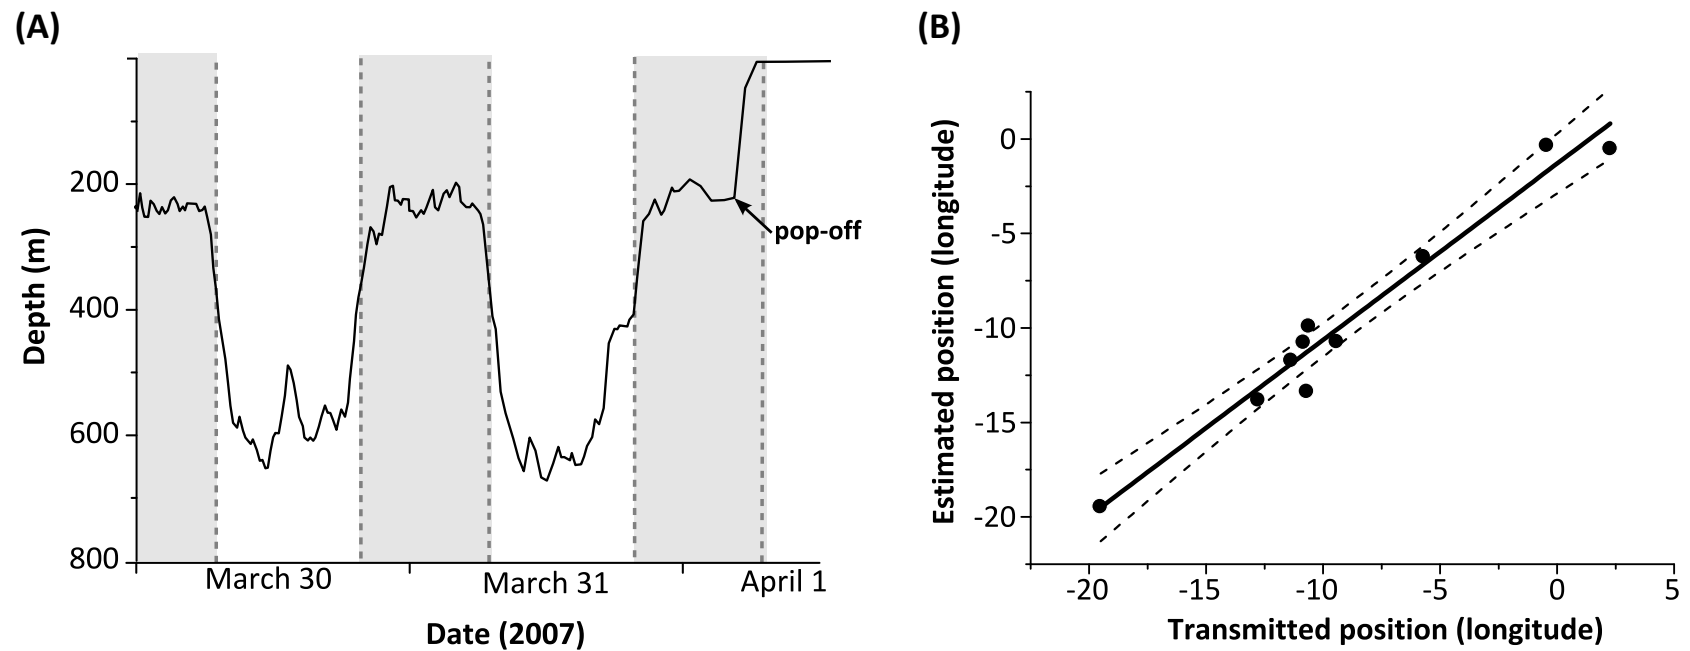 (A)
200
400
600
800
Depth (m)
pop-off
March 30
March 31
April 1
Date (2007)
(B)
0
-5
-10
-15
-20
Estimated position (longitude)
-20
-15
-10
-5
0
5
Transmitted position (longitude)